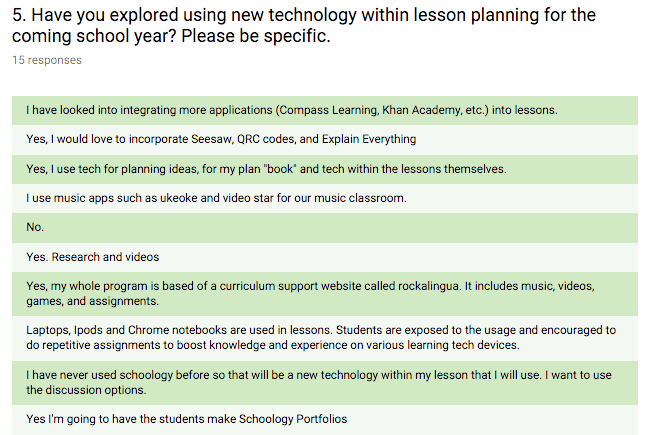 5. Have you explored using new technology within lesson planning for the
coming school year? Please be specific.
15 responses
I have looked into integrating more applications (Compass Learning, Khan Academy, etc.) into lessons.
Yes, I would love to incorporate Seesaw, QRC codes, and Explain Everything
Yes, I use tech for planning ideas, for my plan "book" and tech within the lessons themselves.
I use music apps such as ukeoke and video star for our music classroom.
No.
Yes. Research and videos
Yes, my whole program is based of a curriculum support website called rockalingua. It includes music, videos,
games, and assignments.
Laptops, Ipods and Chrome notebooks are used in lessons. Students are exposed to the usage and encouraged to
do repetitive assignments to boost knowledge and experience on various learning tech devices.
I have never used schoology before so that will be a new technology within my lesson that I will use. I want to use
the discussion options.
Yes I'm going to have the students make Schoology Portfolios